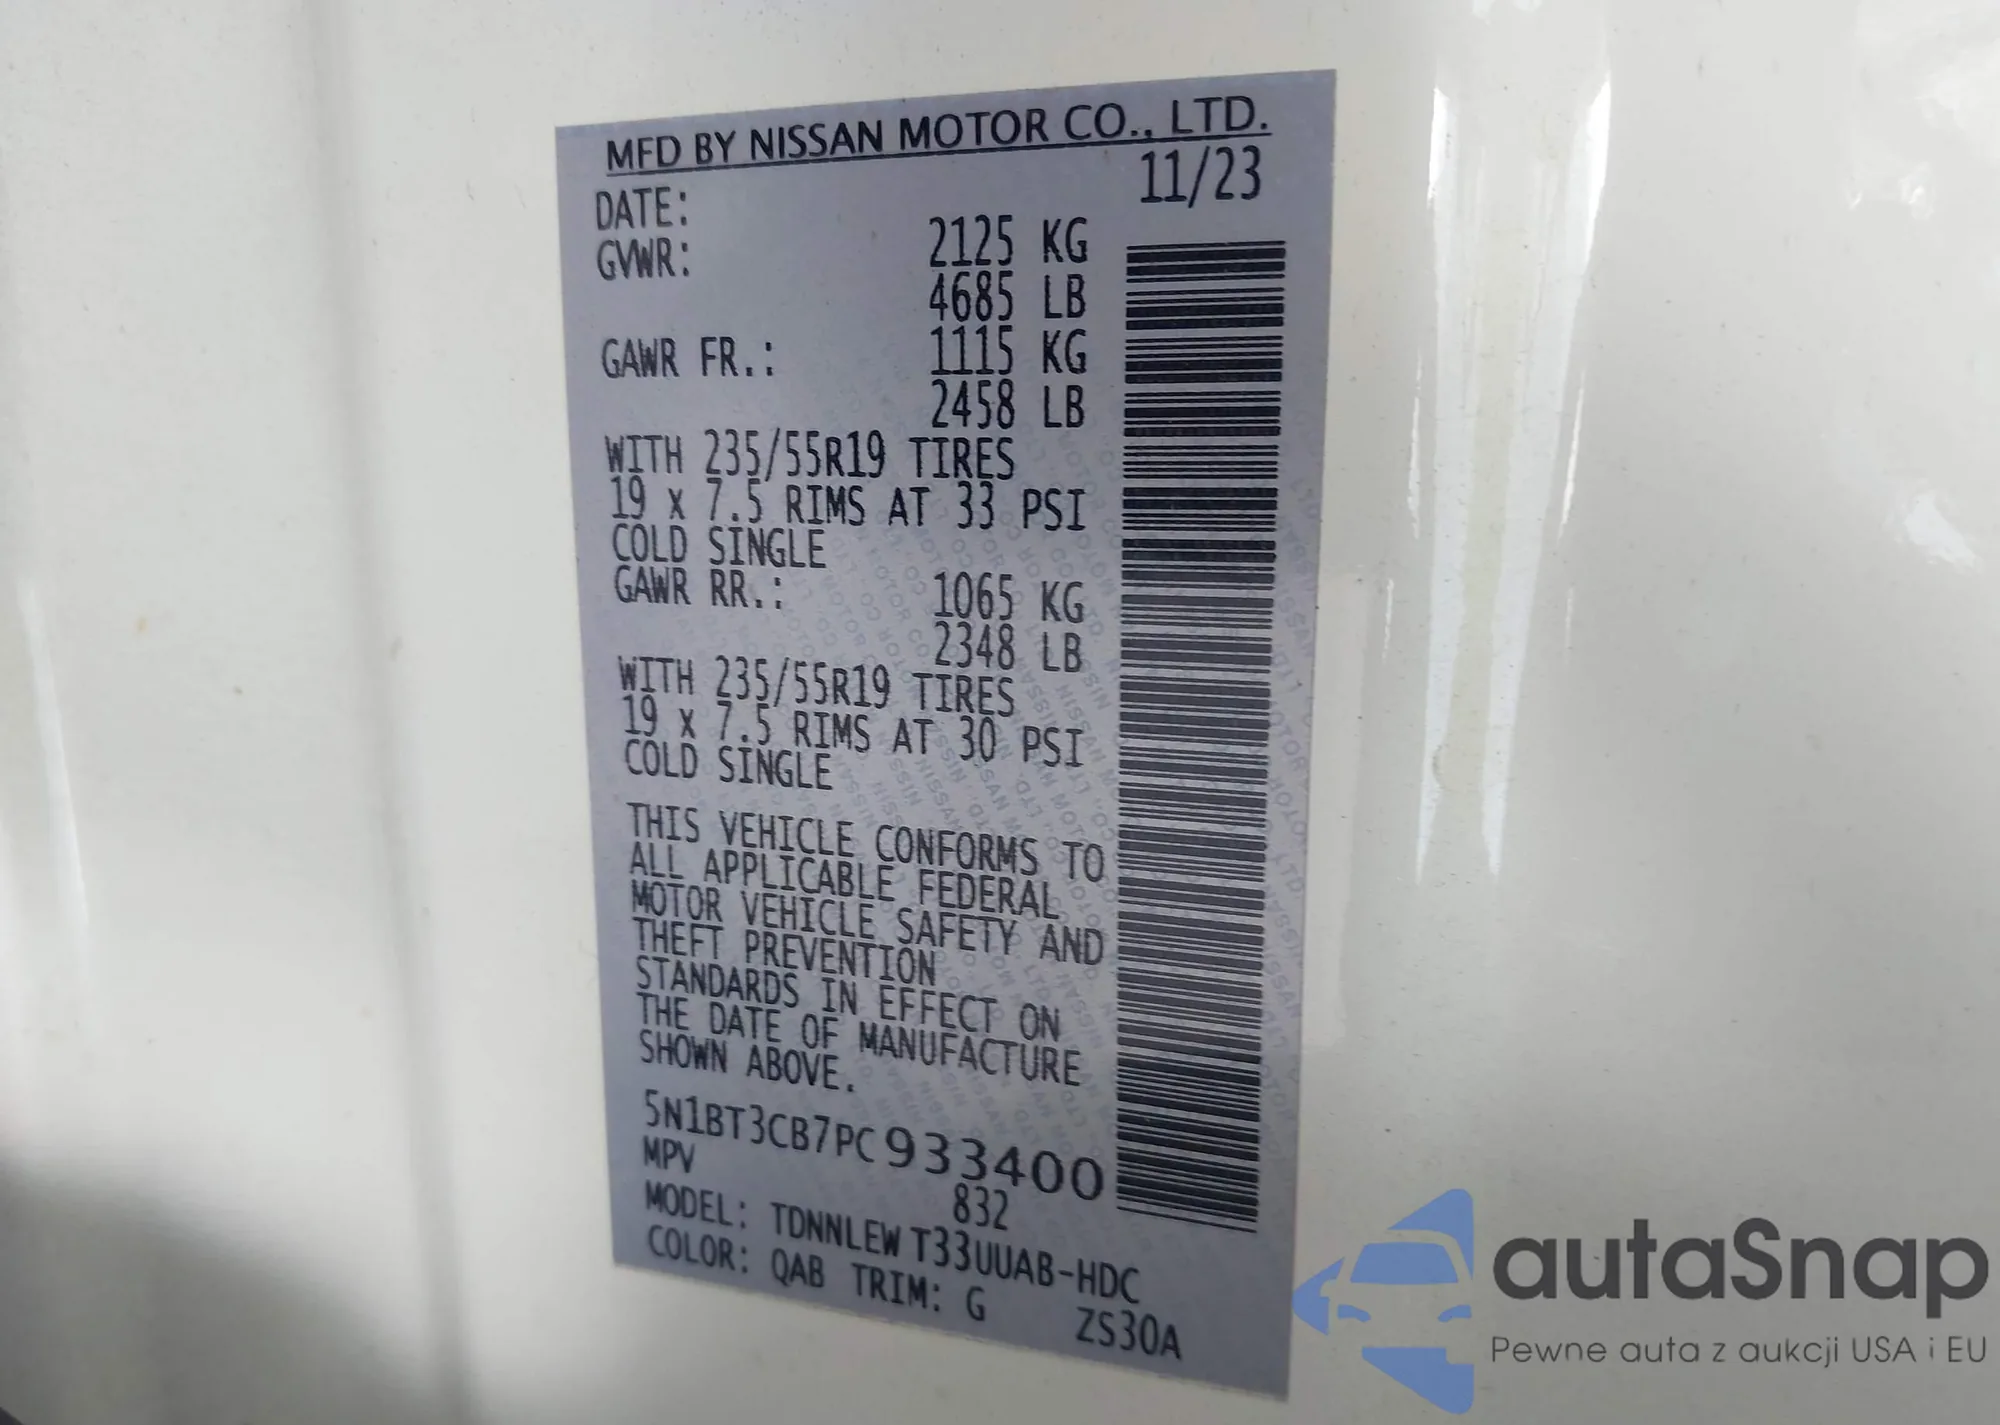 MFD BY NISSAN MOTOR CO., LTD.
DATE: 11/23
GVWR: 2125 KG
4685 LB
GAWR FR.: 1115 KG
2458 LB
WITH 235/55R19 TIRES
19 x 7.5 RIMS AT 33 PSI
COLD SINGLE
GAWR RR.: 1065 KG
2348 LB
WITH 235/55R19 TIRES
19 x 7.5 RIMS AT 30 PSI
COLD SINGLE
THIS VEHICLE CONFORMS TO
ALL APPLICABLE FEDERAL
MOTOR VEHICLE SAFETY AND
THEFT PREVENTION
STANDARDS IN EFFECT ON
THE DATE OF MANUFACTURE
SHOWN ABOVE.
5N1BT3CB7PC933400
MPV 832
MODEL: TDNNLEW T33UUAB-HDC
COLOR: QAB TRIM: G ZS30A
autaSnap
Pewne auta z aukcji USA i EU